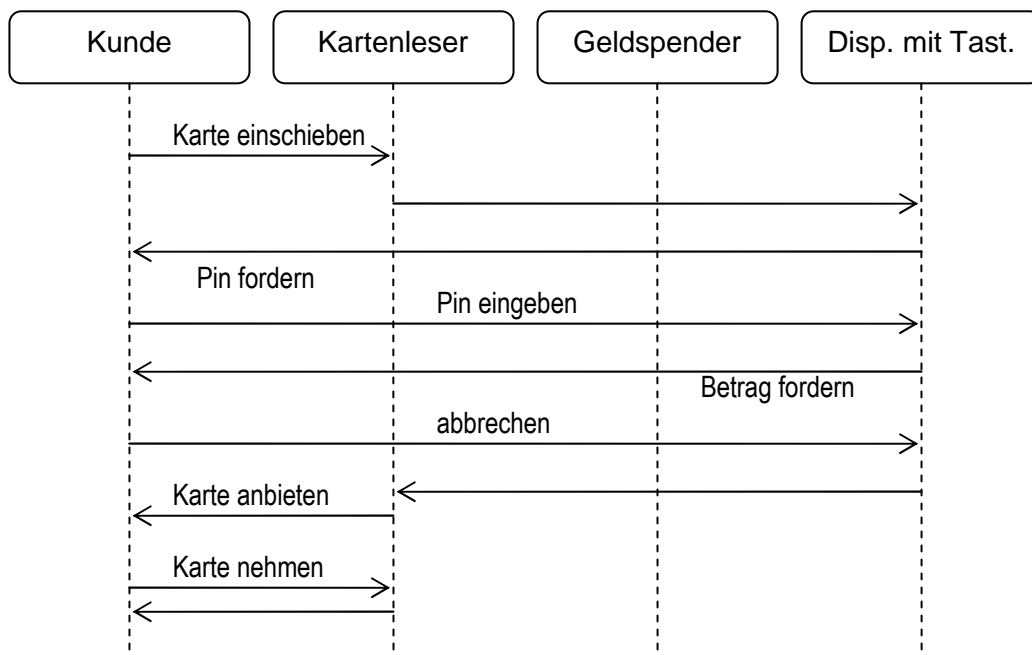 Kunde
Kartenleser
Geldspender
Disp. mit Tast.
Karte einschieben
Pin fordern
Pin eingeben
Betrag fordern
abbrechen
Karte anbieten
Karte nehmen